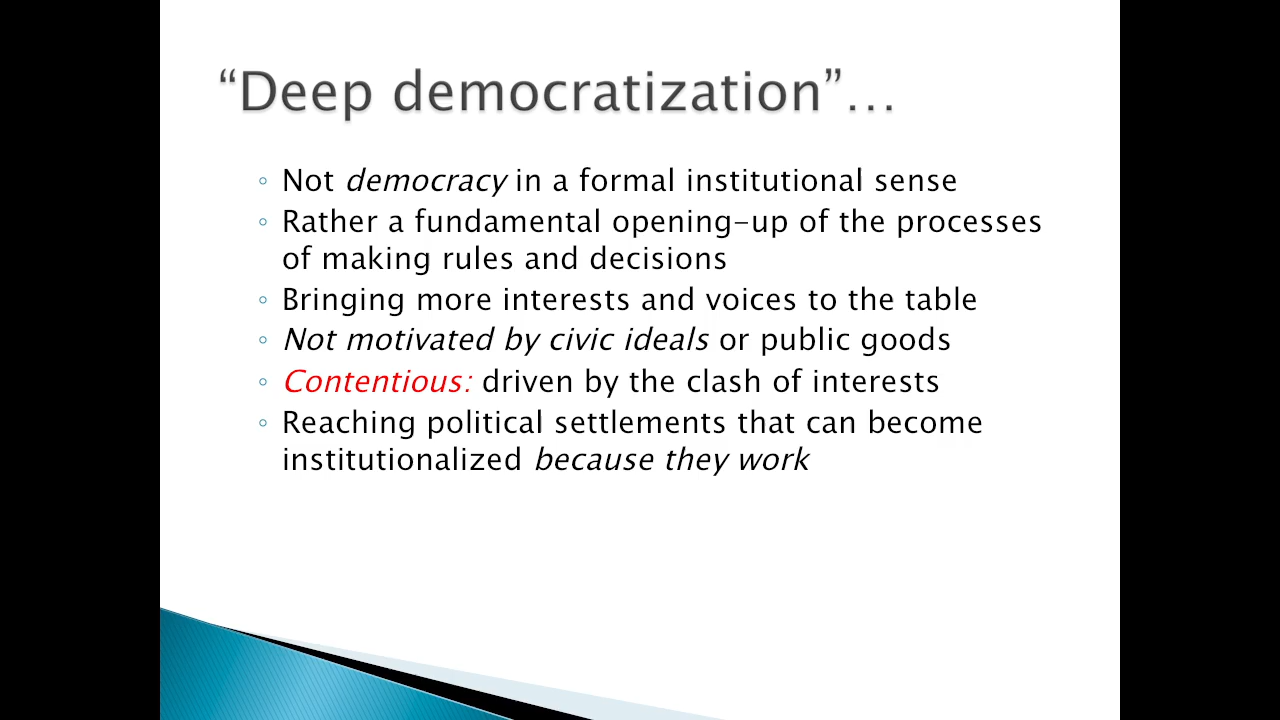 “Deep democratization”…
◦ Not democracy in a formal institutional sense
◦ Rather a fundamental opening-up of the processes
of making rules and decisions
◦ Bringing more interests and voices to the table
◦ Not motivated by civic ideals or public goods
◦ Contentious: driven by the clash of interests
◦ Reaching political settlements that can become
institutionalized because they work